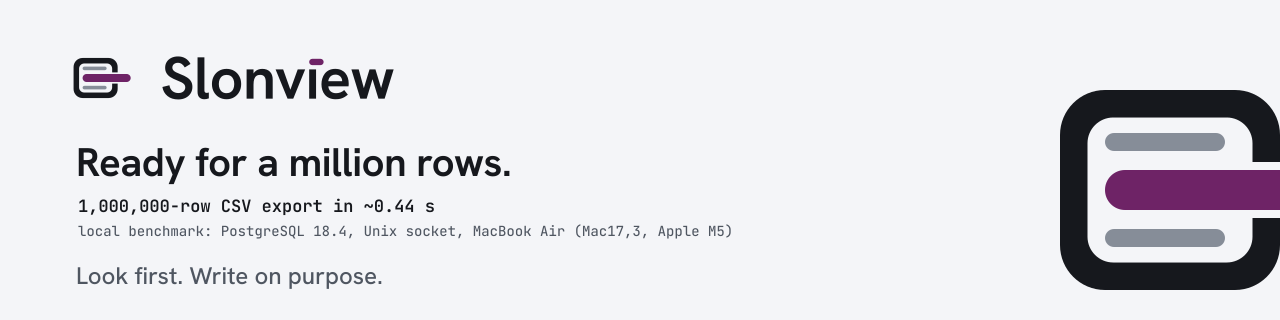 Slonview
Ready for a million rows.
1,000,000-row CSV export in ~0.44 s
local benchmark: PostgreSQL 18.4, Unix socket, MacBook Air (Mac17,3, Apple M5)
Look first. Write on purpose.